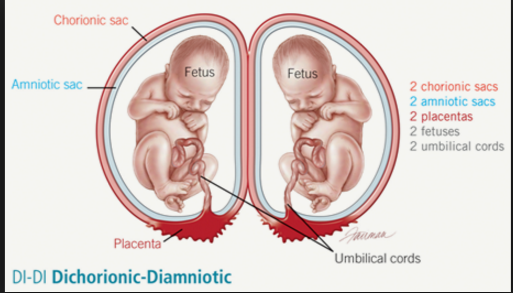 Chorionic sac
Amniotic sac
Fetus
Fetus
2 chorionic sacs
2 amniotic sacs
2 placentas
2 fetuses
2 umbilical cords
Placenta
Umbilical cords
DI-DI Dichorionic-Diamniotic